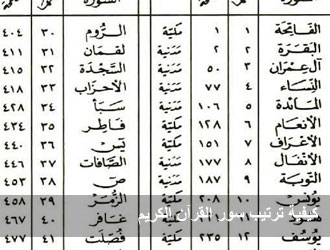 السورة
الفاتحة ١ ١ مكية الروم ٣٠ ٤٠٤
البقرة ٢ ٢ مدنية لقمان ٣١ ٤١١
آل عمران ٣ ٥٠ مدنية السجدة ٣٢ ٤١٥
النساء ٤ ٧٧ مدنية الأحزاب ٣٣ ٤١٨
المائدة ٥ ١٠٦ مدنية سبأ ٣٤ ٤٢٨
الأنعام ٦ ١٢٨ مكية فاطر ٣٥ ٤٣٤
الأعراف ٧ ١٥١ مكية يس ٣٦ ٤٤٠
الأنفال ٨ ١٧٧ مدنية الصافات ٣٧ ٤٤٦
التوبة ٩ ١٨٧ مدنية ص ٣٨ ٤٥٣
يونس ١٠ ٢٠٨ مكية الزمر ٣٩ ٤٥٨
هود ١١ مكية غافر ٤٠ ٤٦٧
يوسف ١٢ ٢٣٥ مكية فصلت ٤١ ٤٧٧
كيفية ترتيب سور القرآن الكريم